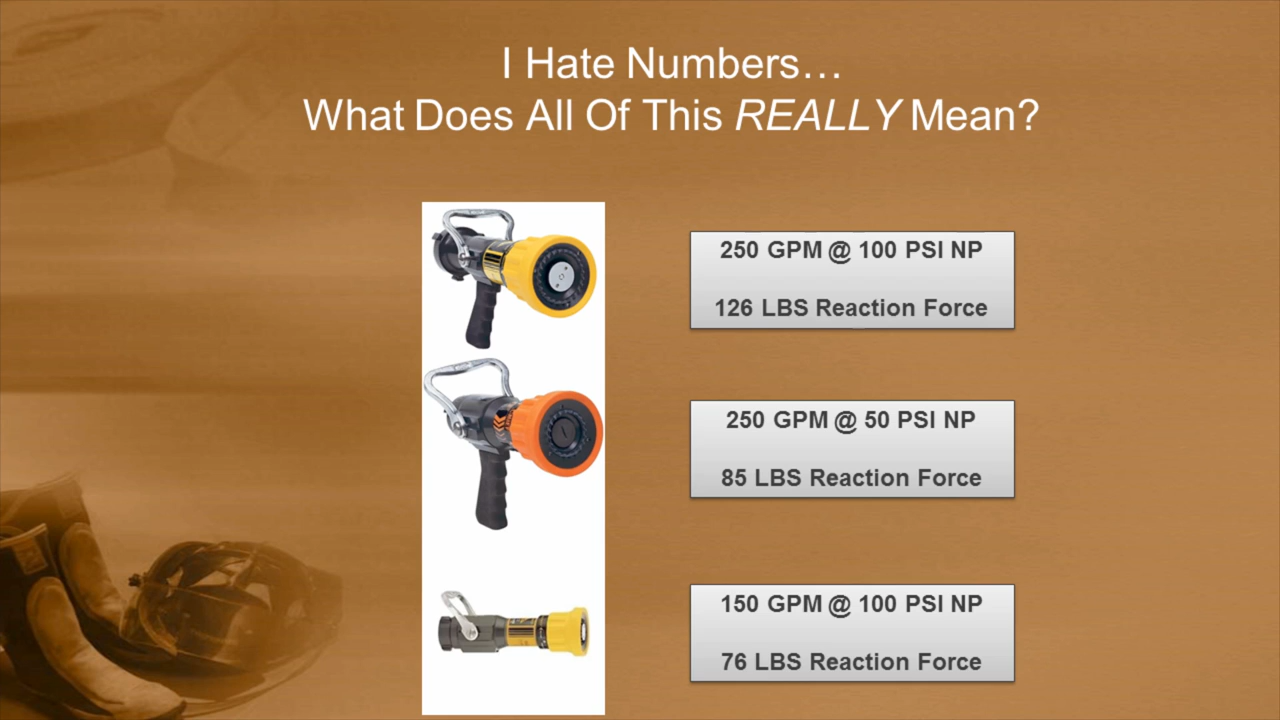 I Hate Numbers…
What Does All Of This REALLY Mean?
250 GPM @ 100 PSI NP
126 LBS Reaction Force
250 GPM @ 50 PSI NP
85 LBS Reaction Force
150 GPM @ 100 PSI NP
76 LBS Reaction Force